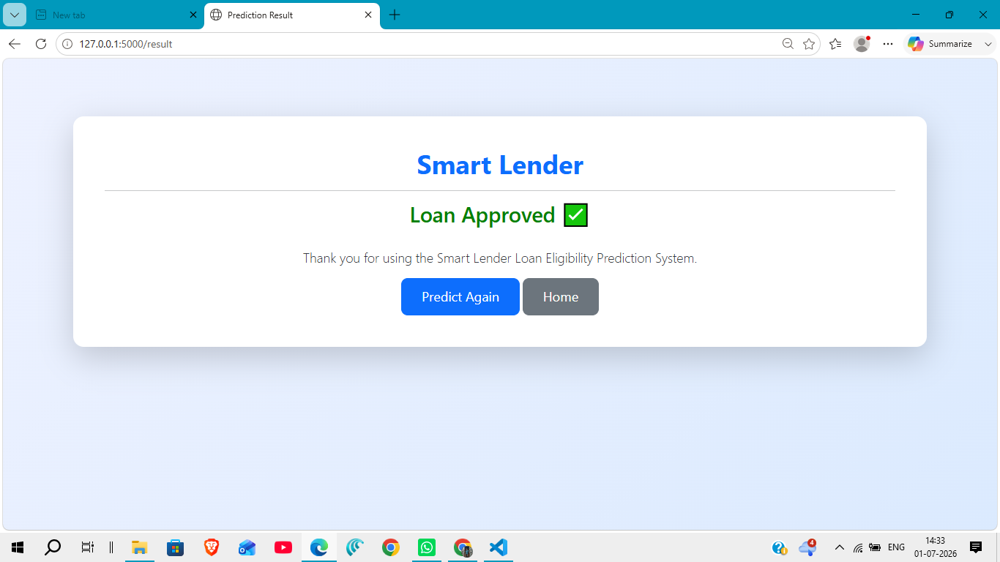 New tab
Prediction Result
127.0.0.1:5000/result
Summarize
Smart Lender
Loan Approved ✅
Thank you for using the Smart Lender Loan Eligibility Prediction System.
Predict Again
Home
4
ENG
14:33
01-07-2026